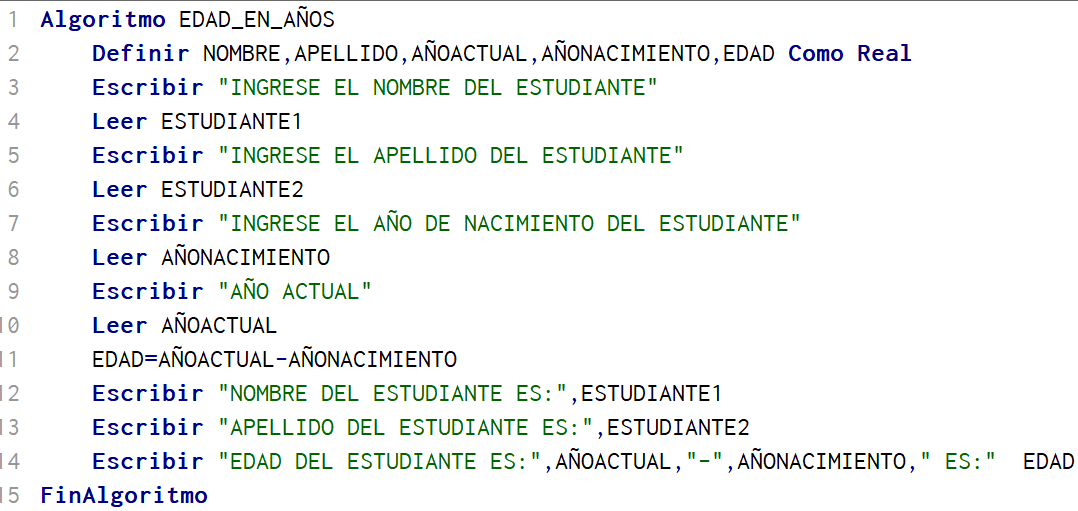 1 Algoritmo EDAD_EN_AÑOS
2 Definir NOMBRE,APELLIDO,AÑOACTUAL,AÑONACIMIENTO,EDAD Como Real
3 Escribir "INGRESE EL NOMBRE DEL ESTUDIANTE"
4 Leer ESTUDIANTE1
5 Escribir "INGRESE EL APELLIDO DEL ESTUDIANTE"
6 Leer ESTUDIANTE2
7 Escribir "INGRESE EL AÑO DE NACIMIENTO DEL ESTUDIANTE"
8 Leer AÑONACIMIENTO
9 Escribir "AÑO ACTUAL"
10 Leer AÑOACTUAL
11 EDAD=AÑOACTUAL-AÑONACIMIENTO
12 Escribir "NOMBRE DEL ESTUDIANTE ES:",ESTUDIANTE1
13 Escribir "APELLIDO DEL ESTUDIANTE ES:",ESTUDIANTE2
14 Escribir "EDAD DEL ESTUDIANTE ES:",AÑOACTUAL,"-",AÑONACIMIENTO," ES:"  EDAD
15 FinAlgoritmo